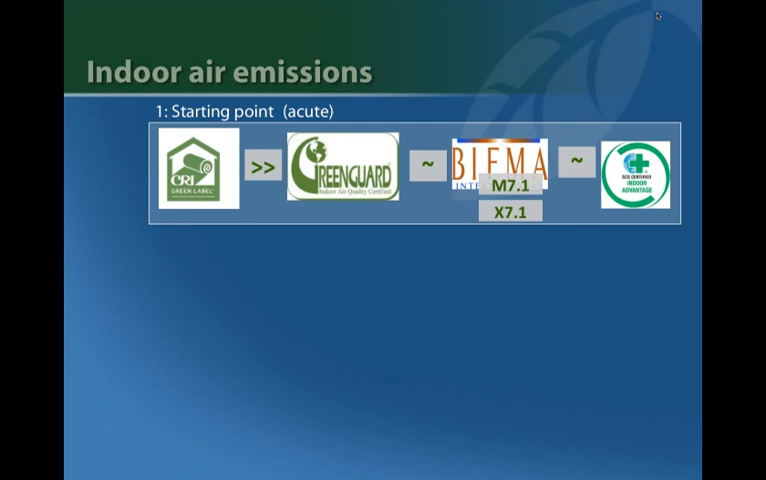 Indoor air emissions
1: Starting point (acute)
CRI
GREEN LABEL
>>
GREENGUARD
Indoor Air Quality Certified
~
BIFMA
M7.1
X7.1
~
SCS CERTIFIED
INDOOR
ADVANTAGE